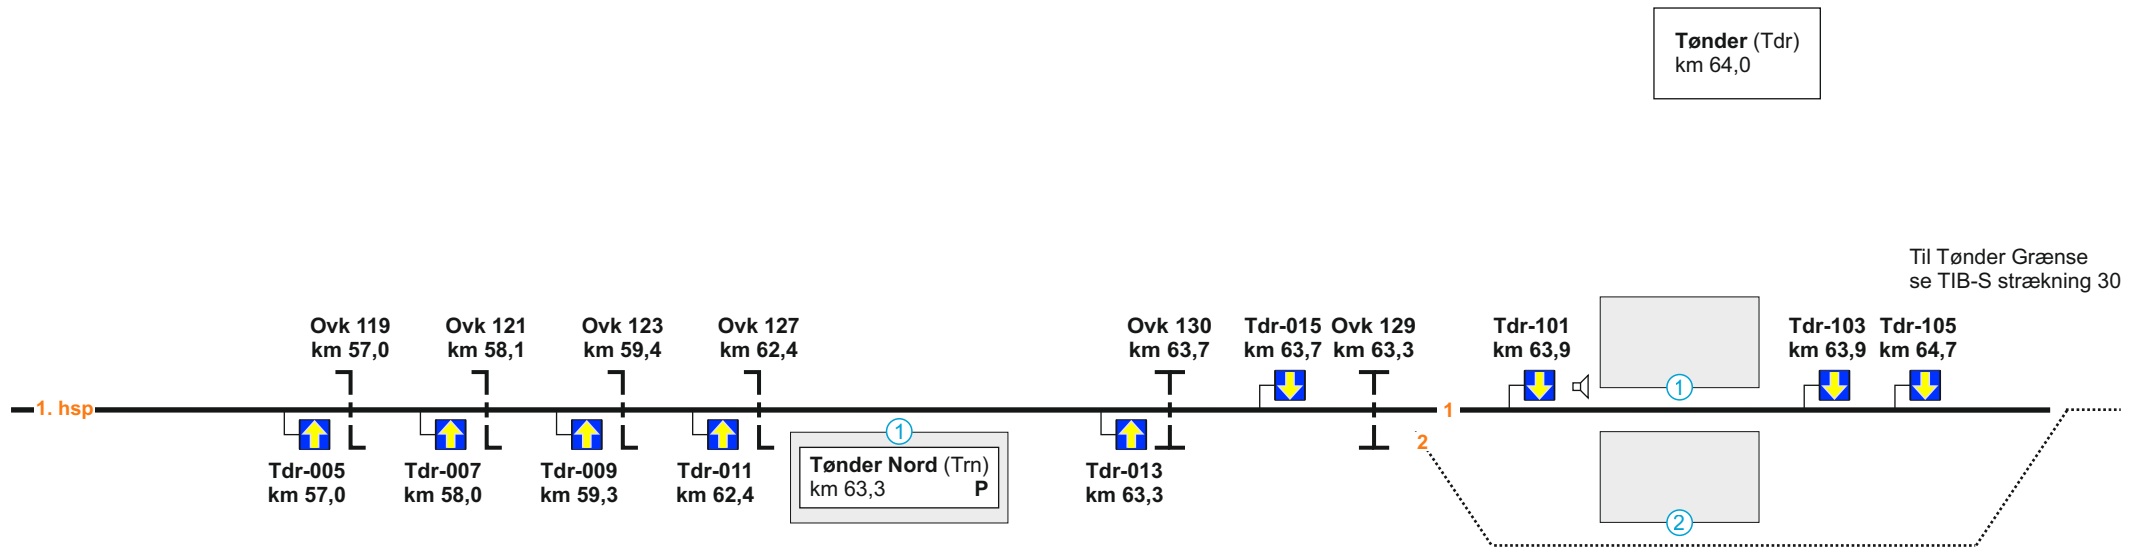 Tønder (Tdr)
km 64,0
Til Tønder Grænse
se TIB-S strækning 30
Ovk 119
km 57,0
Ovk 121
km 58,1
Ovk 123
km 59,4
Ovk 127
km 62,4
Ovk 130
km 63,7
Tdr-015
km 63,7
Ovk 129
km 63,3
Tdr-101
km 63,9
Tdr-103
km 63,9
Tdr-105
km 64,7
1
1. hsp
1
2
1
Tdr-005
km 57,0
Tdr-007
km 58,0
Tdr-009
km 59,3
Tdr-011
km 62,4
Tønder Nord (Trn)
km 63,3 P
Tdr-013
km 63,3
2